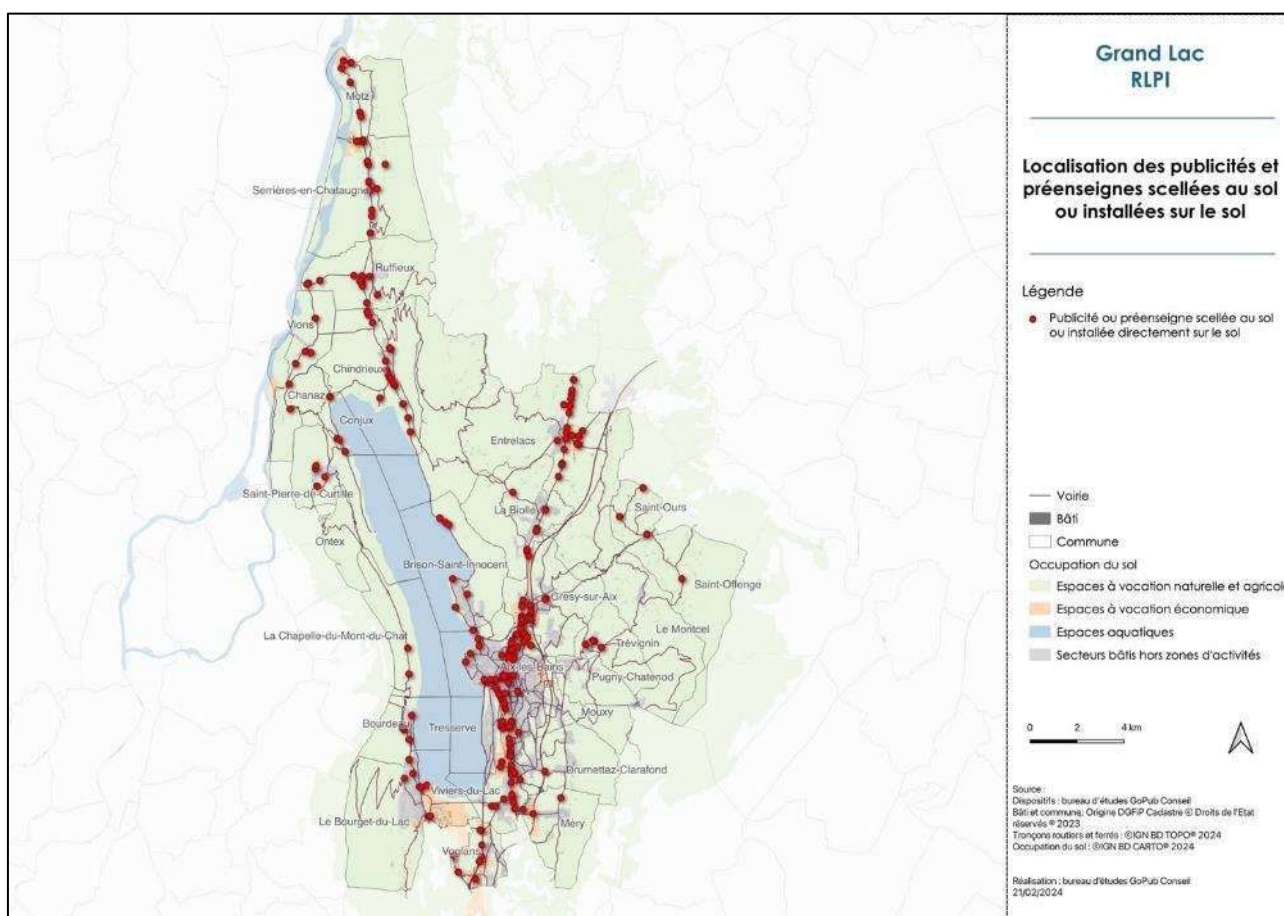 Grand Lac
RLPI
Localisation des publicités et
préenseignes scellées au sol
ou installées sur le sol
Légende
Publicité ou préenseigne scellée au sol
ou installée directement sur le sol
Voirie
Bâti
Commune
Occupation du sol
Espaces à vocation naturelle et agricol
Espaces à vocation économique
Espaces aquatiques
Secteurs bâtis hors zones d'activités
0 2 4 km
Source :
Dispositifs : bureau d'études GoPub Conseil
Bâti et commune: Origine DGFiP Cadastre © Droits de l'Etat
réservés ® 2023
Tronçons routiers et ferrés : ©IGN BD TOPO® 2024
Occupation du sol : ©IGN BD CARTO® 2024
Réalisation : bureau d'études GoPub Conseil
21/02/2024
Motz
Serrières-en-Chautagne
Ruffieux
Vions
Chindrieux
Chanaz
Conjux
Entrelacs
Saint-Pierre-de-Curtille
La Biolle
Saint-Ours
Ontex
Brison-Saint-Innocent
Saint-Offenge
Grésy-sur-Aix
La Chapelle-du-Mont-du-Chat
Le Montcel
Trévignin
Aix-les-Bains
Pugny-Chatenod
Mouxy
Bourdeau
Tresserve
Drumettaz-Clarafond
Viviers-du-Lac
Le Bourget-du-Lac
Méry
Voglans